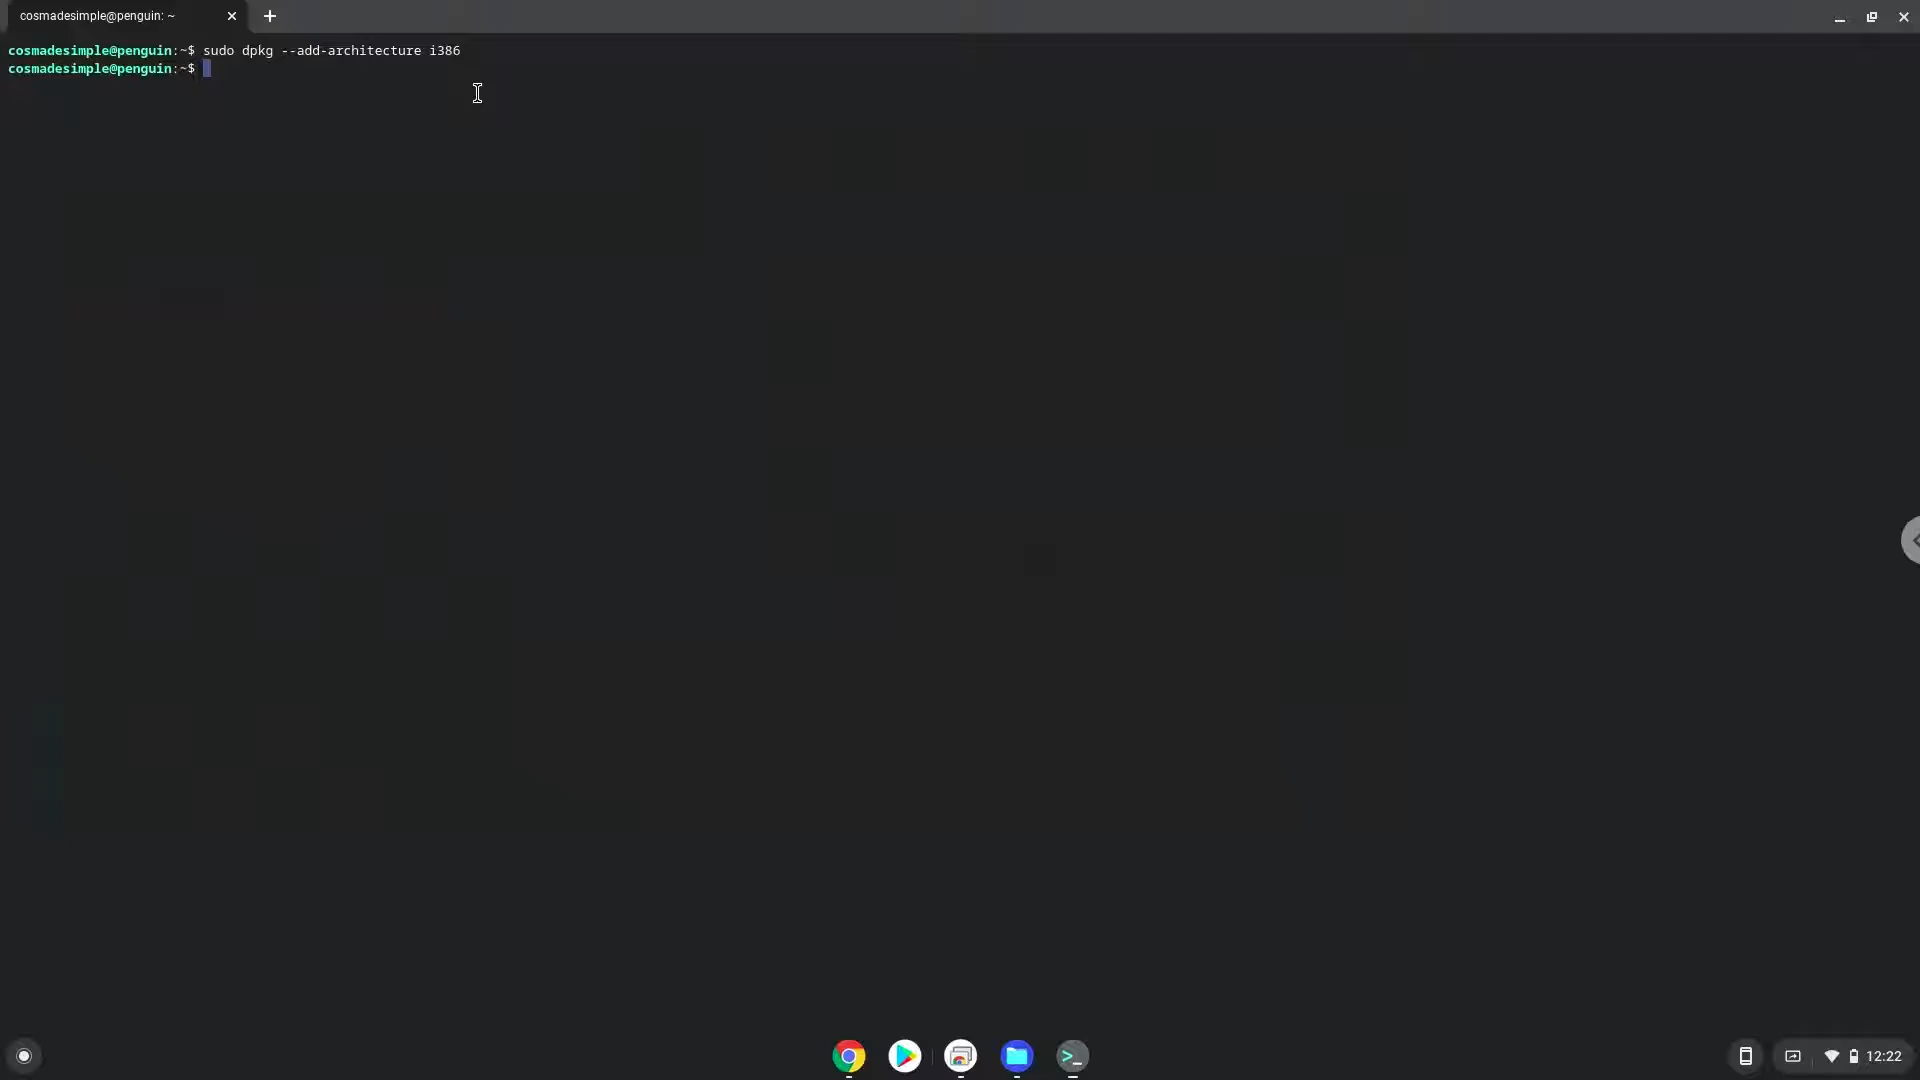 cosmadesimple@penguin: ~
cosmadesimple@penguin:~$ sudo dpkg --add-architecture i386
cosmadesimple@penguin:~$
12:22